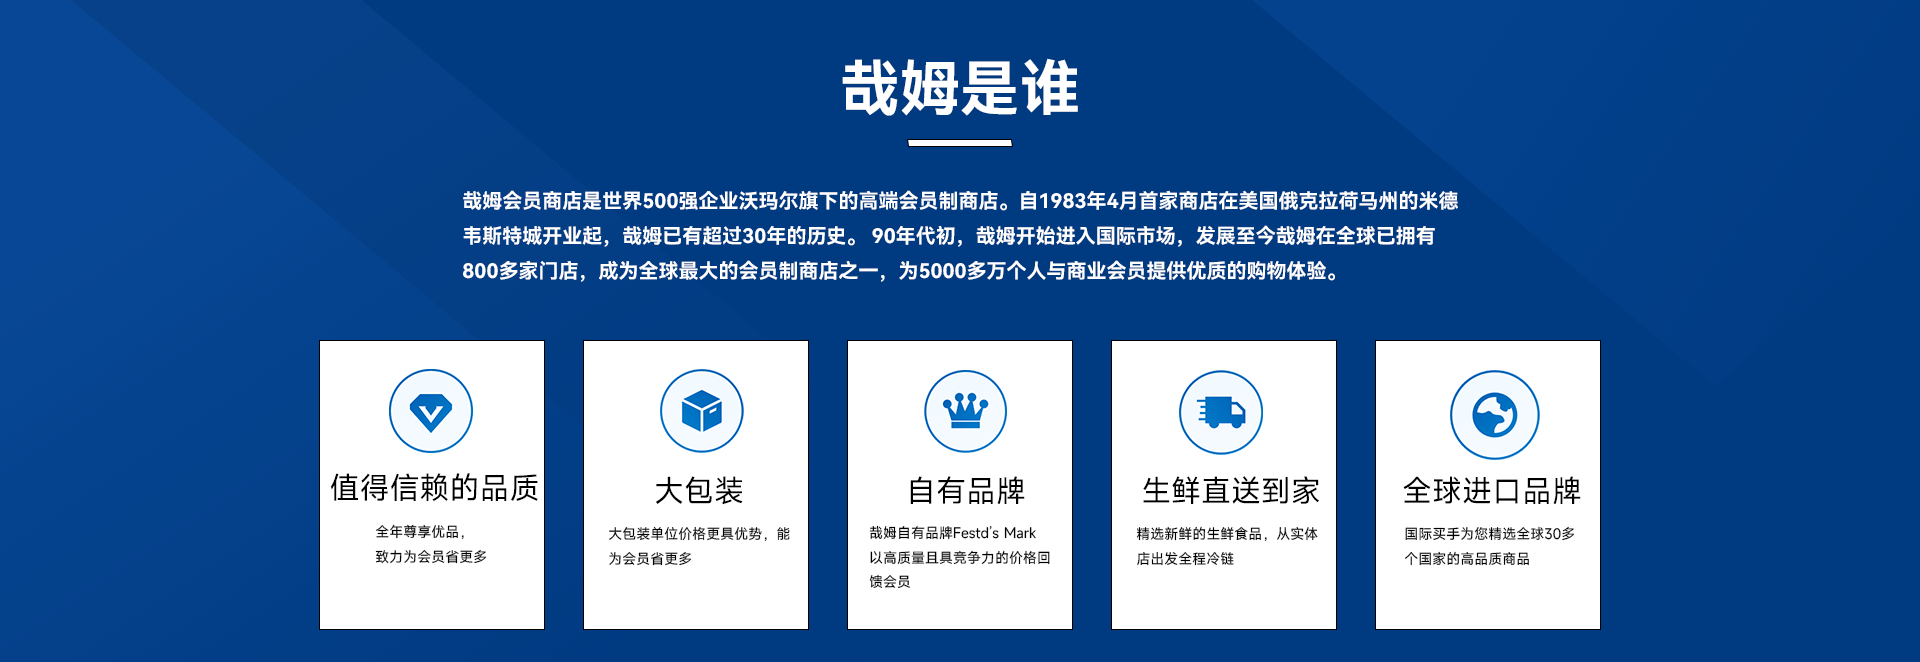 哉姆是谁
哉姆会员商店是世界500强企业沃玛尔旗下的高端会员制商店。自1983年4月首家商店在美国俄克拉荷马州的米德
韦斯特城开业起，哉姆已有超过30年的历史。 90年代初，哉姆开始进入国际市场，发展至今哉姆在全球已拥有
800多家门店，成为全球最大的会员制商店之一，为5000多万个人与商业会员提供优质的购物体验。
值得信赖的品质
全年尊享优品，
致力为会员省更多
大包装
大包装单位价格更具优势，能
为会员省更多
自有品牌
哉姆自有品牌Festd's Mark
以高质量且具竞争力的价格回
馈会员
生鲜直送到家
精选新鲜的生鲜食品，从实体
店出发全程冷链
全球进口品牌
国际买手为您精选全球30多
个国家的高品质商品